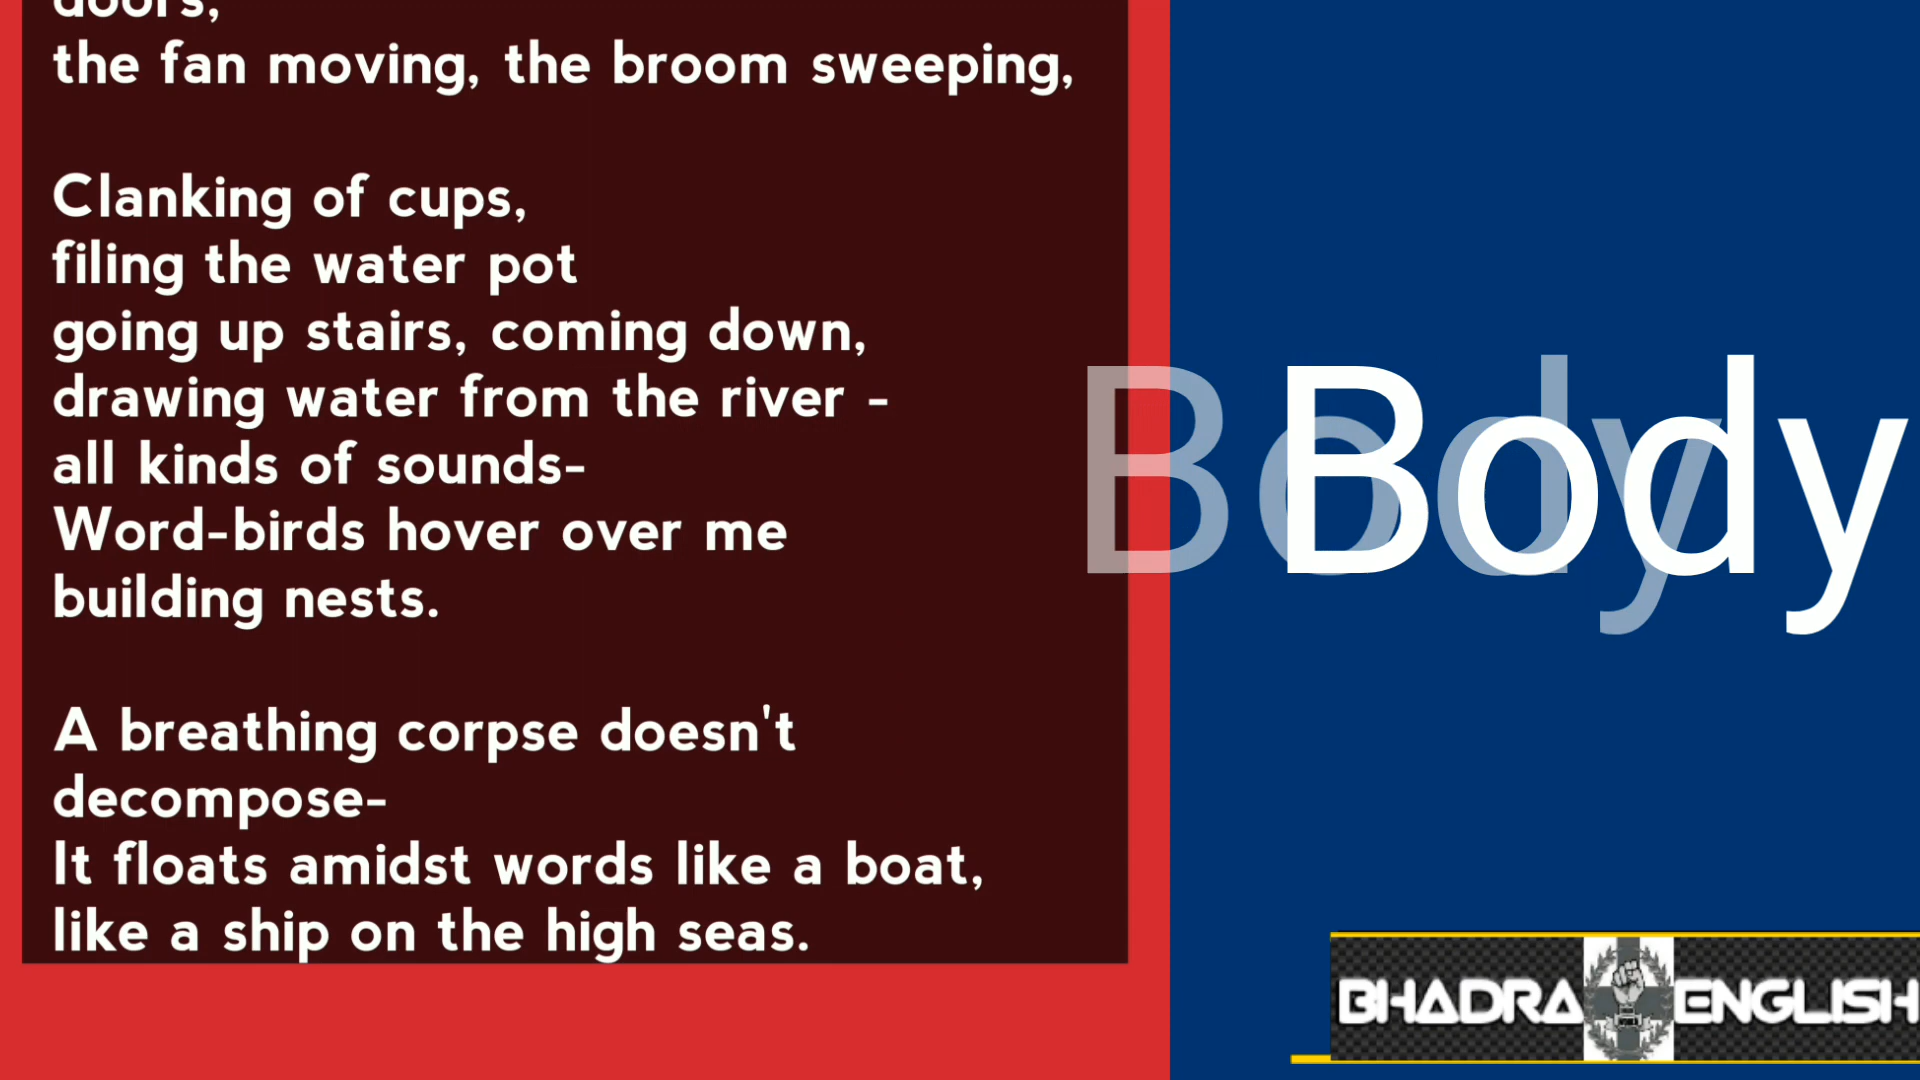 doors,
the fan moving, the broom sweeping,
Clanking of cups,
filing the water pot
going up stairs, coming down,
drawing water from the river -
all kinds of sounds-
Word-birds hover over me
building nests.
A breathing corpse doesn't
decompose-
It floats amidst words like a boat,
like a ship on the high seas.
Body
Body
BHADRA ENGLISH